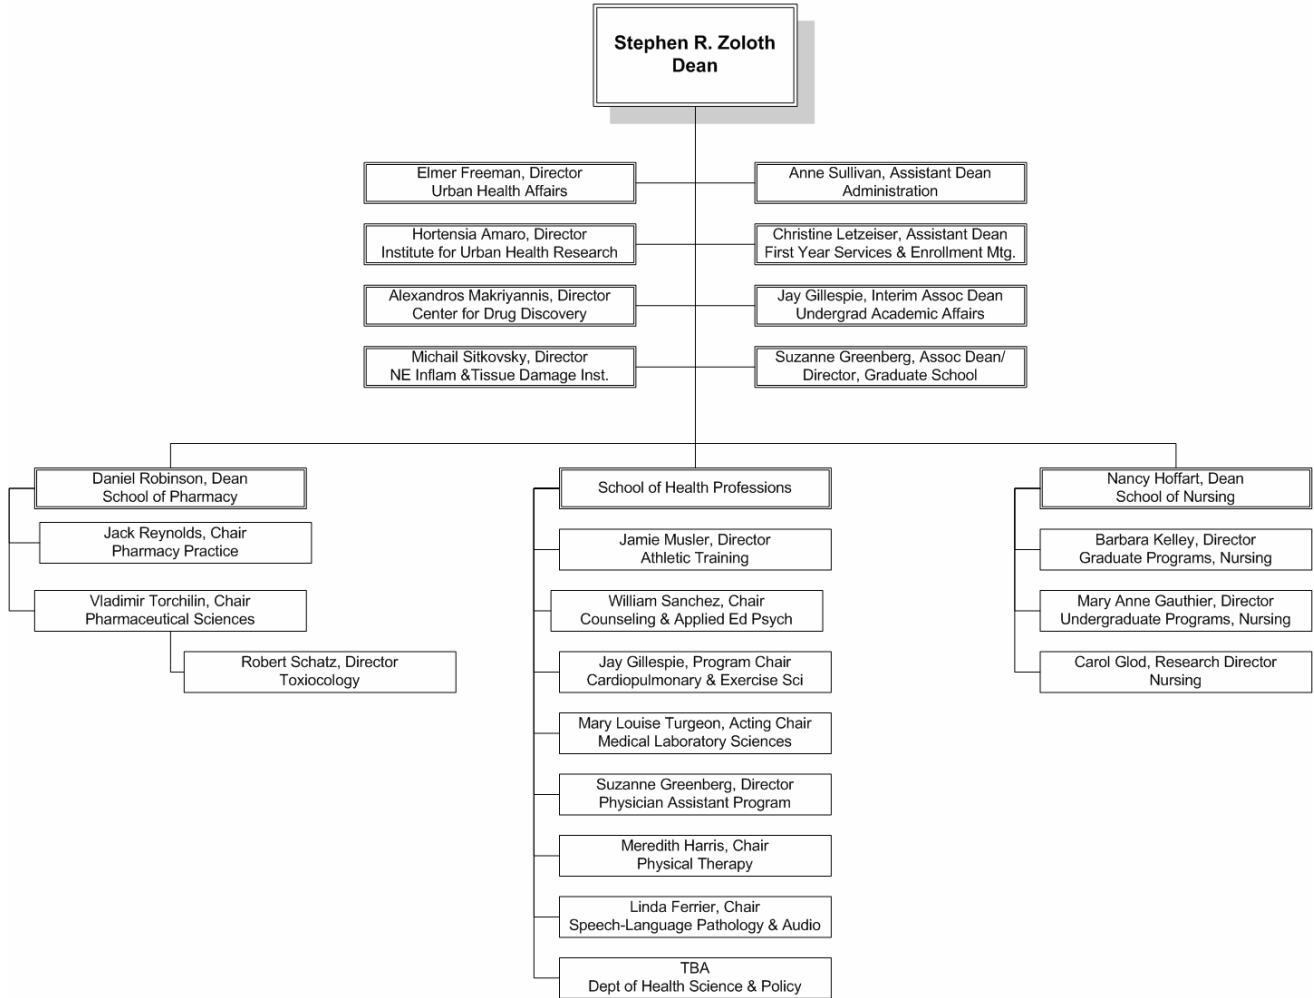 Stephen R. Zoloth
Dean
Elmer Freeman, Director
Urban Health Affairs
Anne Sullivan, Assistant Dean
Administration
Hortensia Amaro, Director
Institute for Urban Health Research
Christine Letzeiser, Assistant Dean
First Year Services & Enrollment Mtg.
Alexandros Makriyannis, Director
Center for Drug Discovery
Jay Gillespie, Interim Assoc Dean
Undergrad Academic Affairs
Michail Sitkovsky, Director
NE Inflam &Tissue Damage Inst.
Suzanne Greenberg, Assoc Dean/
Director, Graduate School
Daniel Robinson, Dean
School of Pharmacy
Jack Reynolds, Chair
Pharmacy Practice
Vladimir Torchilin, Chair
Pharmaceutical Sciences
Robert Schatz, Director
Toxiocology
School of Health Professions
Jamie Musler, Director
Athletic Training
William Sanchez, Chair
Counseling & Applied Ed Psych
Jay Gillespie, Program Chair
Cardiopulmonary & Exercise Sci
Mary Louise Turgeon, Acting Chair
Medical Laboratory Sciences
Suzanne Greenberg, Director
Physician Assistant Program
Meredith Harris, Chair
Physical Therapy
Linda Ferrier, Chair
Speech-Language Pathology & Audio
TBA
Dept of Health Science & Policy
Nancy Hoffart, Dean
School of Nursing
Barbara Kelley, Director
Graduate Programs, Nursing
Mary Anne Gauthier, Director
Undergraduate Programs, Nursing
Carol Glod, Research Director
Nursing